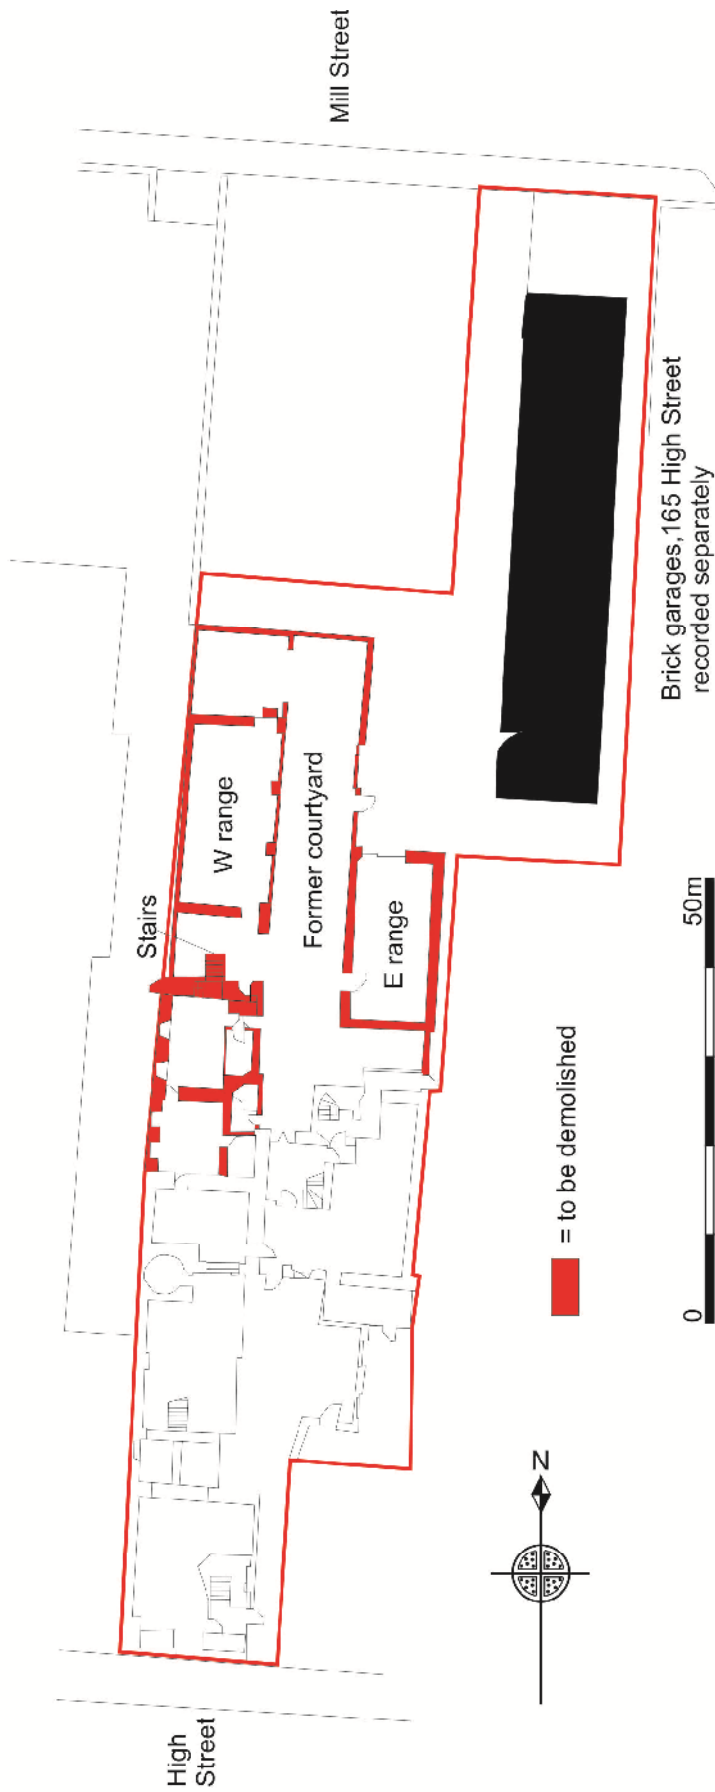 Mill Street
Brick garages,165 High Street
recorded separately
W range
Stairs
Former courtyard
E range
50m
0
= to be demolished
N
High
Street